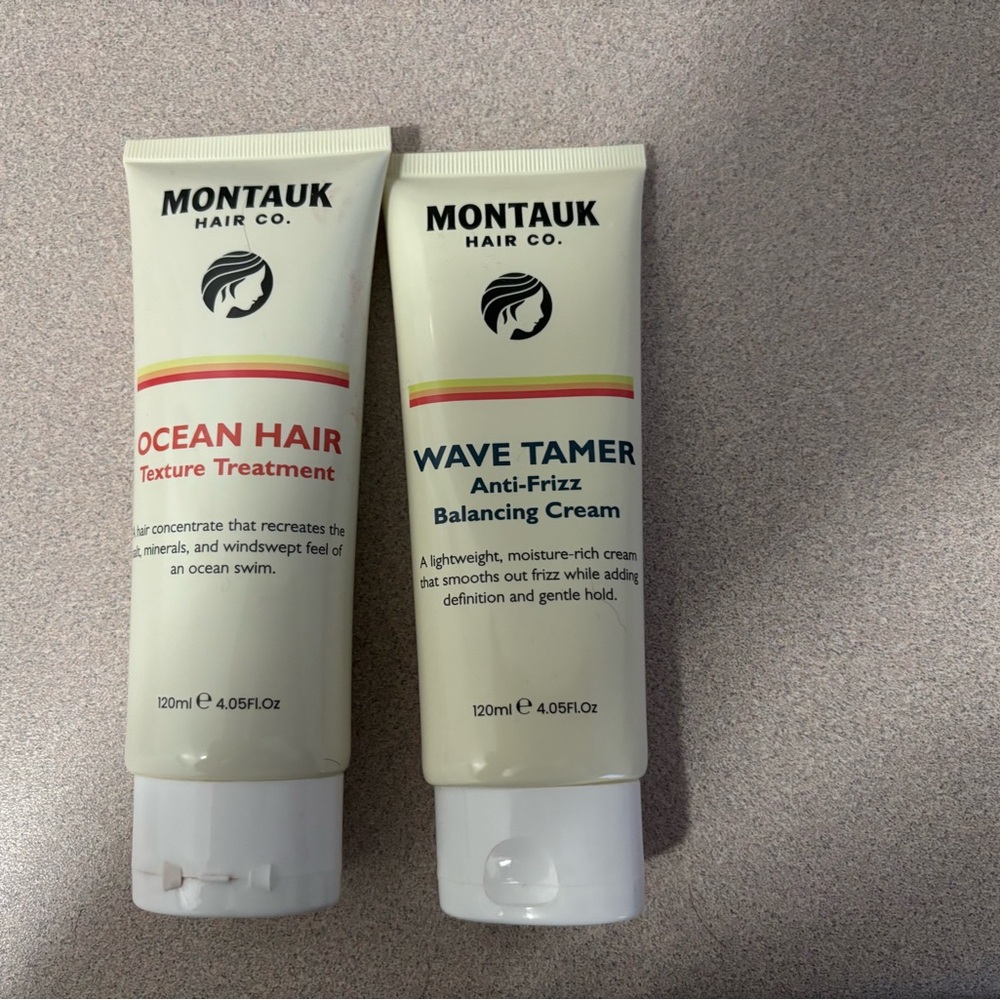 MONTAUK
HAIR CO.
OCEAN HAIR
Texture Treatment
hair concentrate that recreates the
minerals, and windswept feel of
an ocean swim.
120ml ℮ 4.05Fl.Oz
MONTAUK
HAIR CO.
WAVE TAMER
Anti-Frizz
Balancing Cream
A lightweight, moisture-rich cream
that smooths out frizz while adding
definition and gentle hold.
120ml ℮ 4.05Fl.Oz